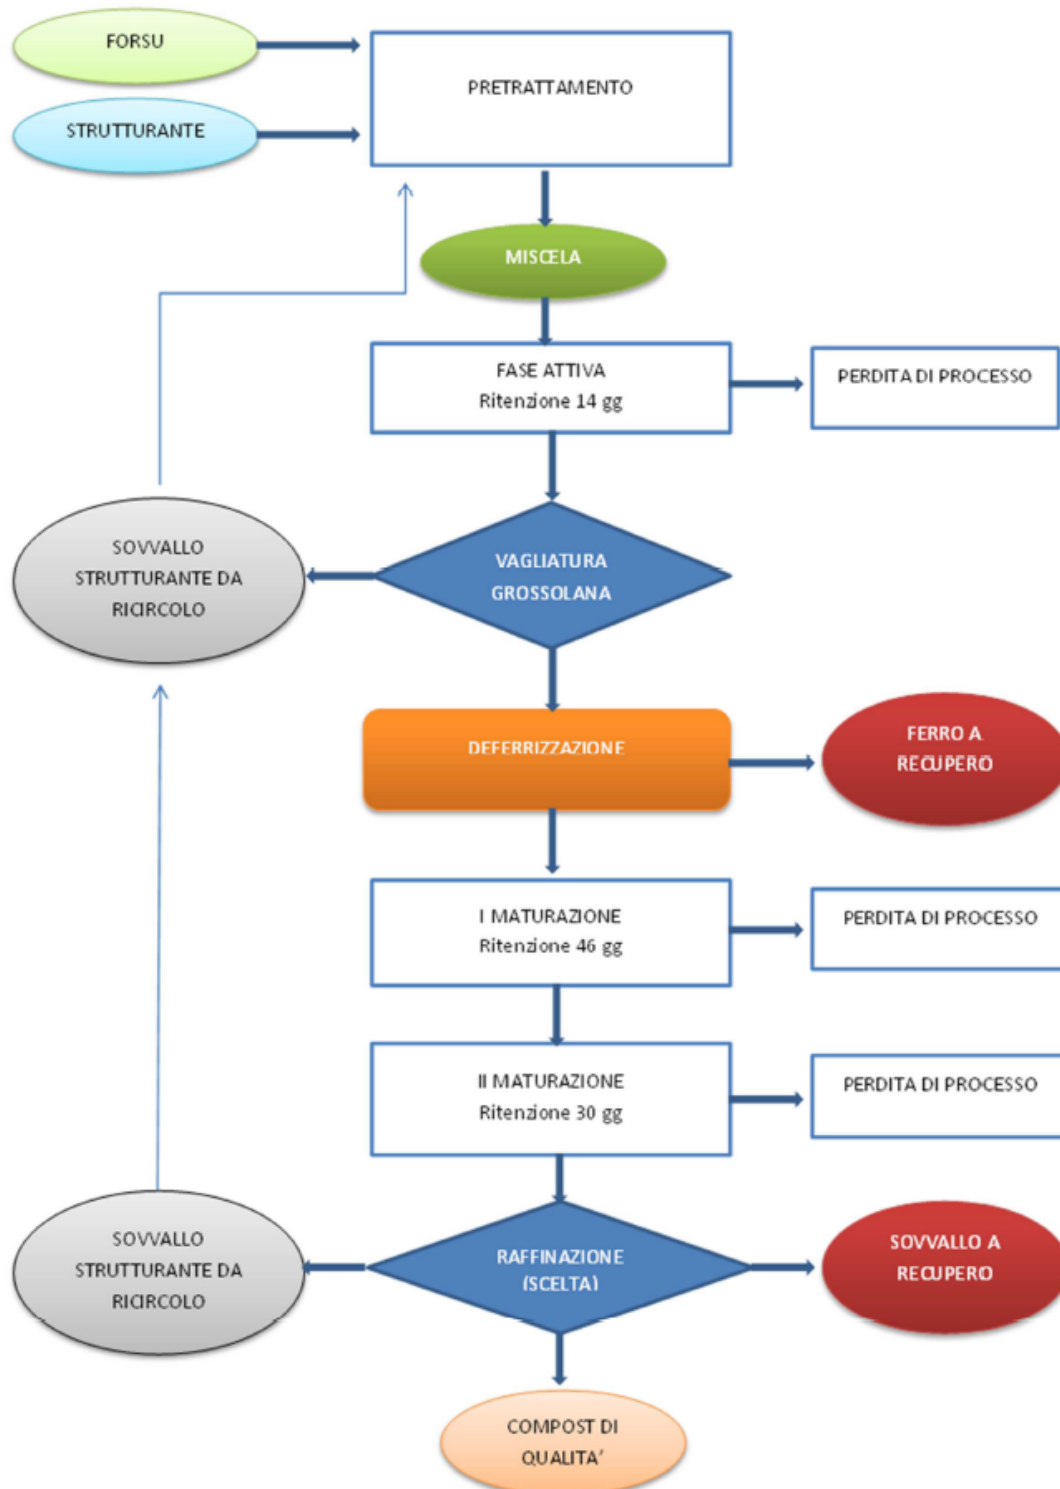 FORSU
PRETRATTAMENTO
STRUTTURANTE
MISCELA
FASE ATTIVA
Ritenzione 14 gg
PERDITA DI PROCESSO
VAGLIATURA
GROSSOLANA
SOVVALLO
STRUTTURANTE DA
RICIRCOLO
DEFERRIZZAZIONE
FERRO A
RECUPERO
I MATURAZIONE
Ritenzione 46 gg
PERDITA DI PROCESSO
II MATURAZIONE
Ritenzione 30 gg
PERDITA DI PROCESSO
SOVVALLO
STRUTTURANTE DA
RICIRCOLO
RAFFINAZIONE
(SCELTA)
SOVVALLO A
RECUPERO
COMPOST DI
QUALITA'